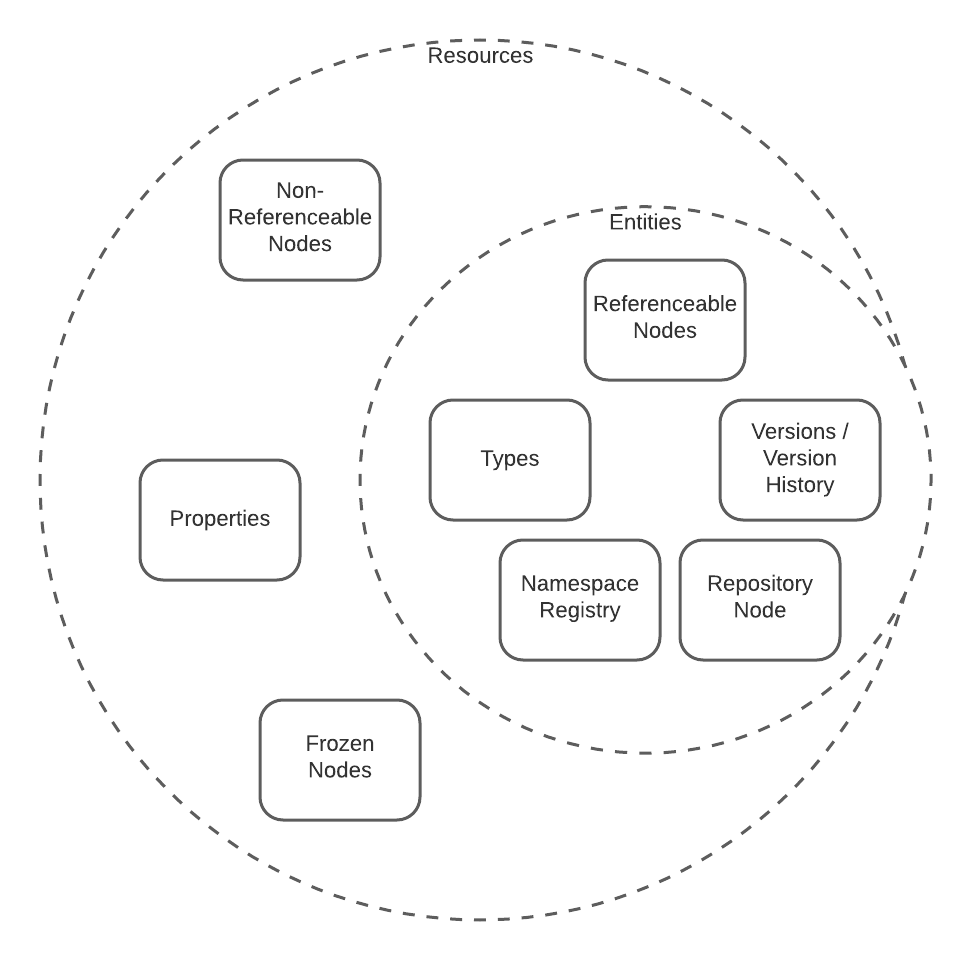 Resources
Non-
Referenceable
Nodes
Entities
Referenceable
Nodes
Types
Versions /
Version
History
Properties
Namespace
Registry
Repository
Node
Frozen
Nodes